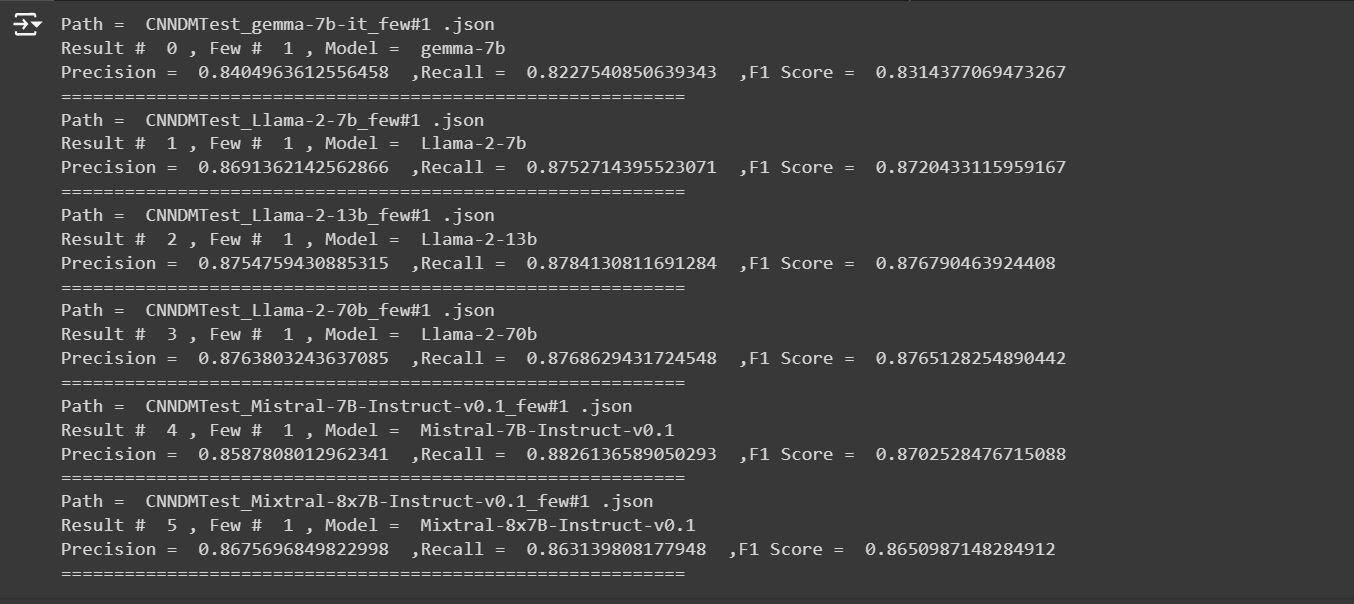 Path =  CNNDMTest_gemma-7b-it_few#1 .json
Result #  0 , Few #  1 , Model =  gemma-7b
Precision =  0.8404963612556458  ,Recall =  0.8227540850639343  ,F1 Score =  0.8314377069473267
===========================================================
Path =  CNNDMTest_Llama-2-7b_few#1 .json
Result #  1 , Few #  1 , Model =  Llama-2-7b
Precision =  0.8691362142562866  ,Recall =  0.8752714395523071  ,F1 Score =  0.8720433115959167
===========================================================
Path =  CNNDMTest_Llama-2-13b_few#1 .json
Result #  2 , Few #  1 , Model =  Llama-2-13b
Precision =  0.8754759430885315  ,Recall =  0.8784130811691284  ,F1 Score =  0.876790463924408
===========================================================
Path =  CNNDMTest_Llama-2-70b_few#1 .json
Result #  3 , Few #  1 , Model =  Llama-2-70b
Precision =  0.8763803243637085  ,Recall =  0.8768629431724548  ,F1 Score =  0.8765128254890442
===========================================================
Path =  CNNDMTest_Mistral-7B-Instruct-v0.1_few#1 .json
Result #  4 , Few #  1 , Model =  Mistral-7B-Instruct-v0.1
Precision =  0.8587808012962341  ,Recall =  0.8826136589050293  ,F1 Score =  0.8702528476715088
===========================================================
Path =  CNNDMTest_Mixtral-8x7B-Instruct-v0.1_few#1 .json
Result #  5 , Few #  1 , Model =  Mixtral-8x7B-Instruct-v0.1
Precision =  0.8675696849822998  ,Recall =  0.863139808177948  ,F1 Score =  0.8650987148284912
===========================================================